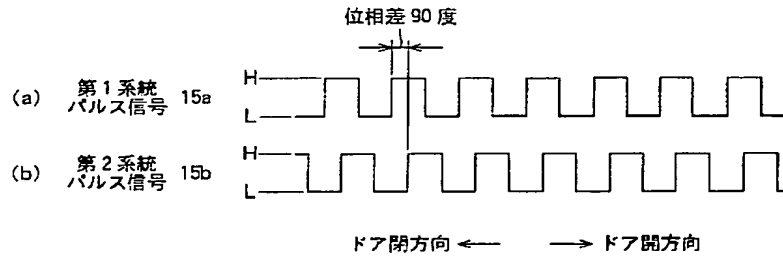 位相差 90 度
(a) 第1系統 パルス信号 15a H L
(b) 第2系統 パルス信号 15b H L
ドア閉方向 ← → ドア開方向